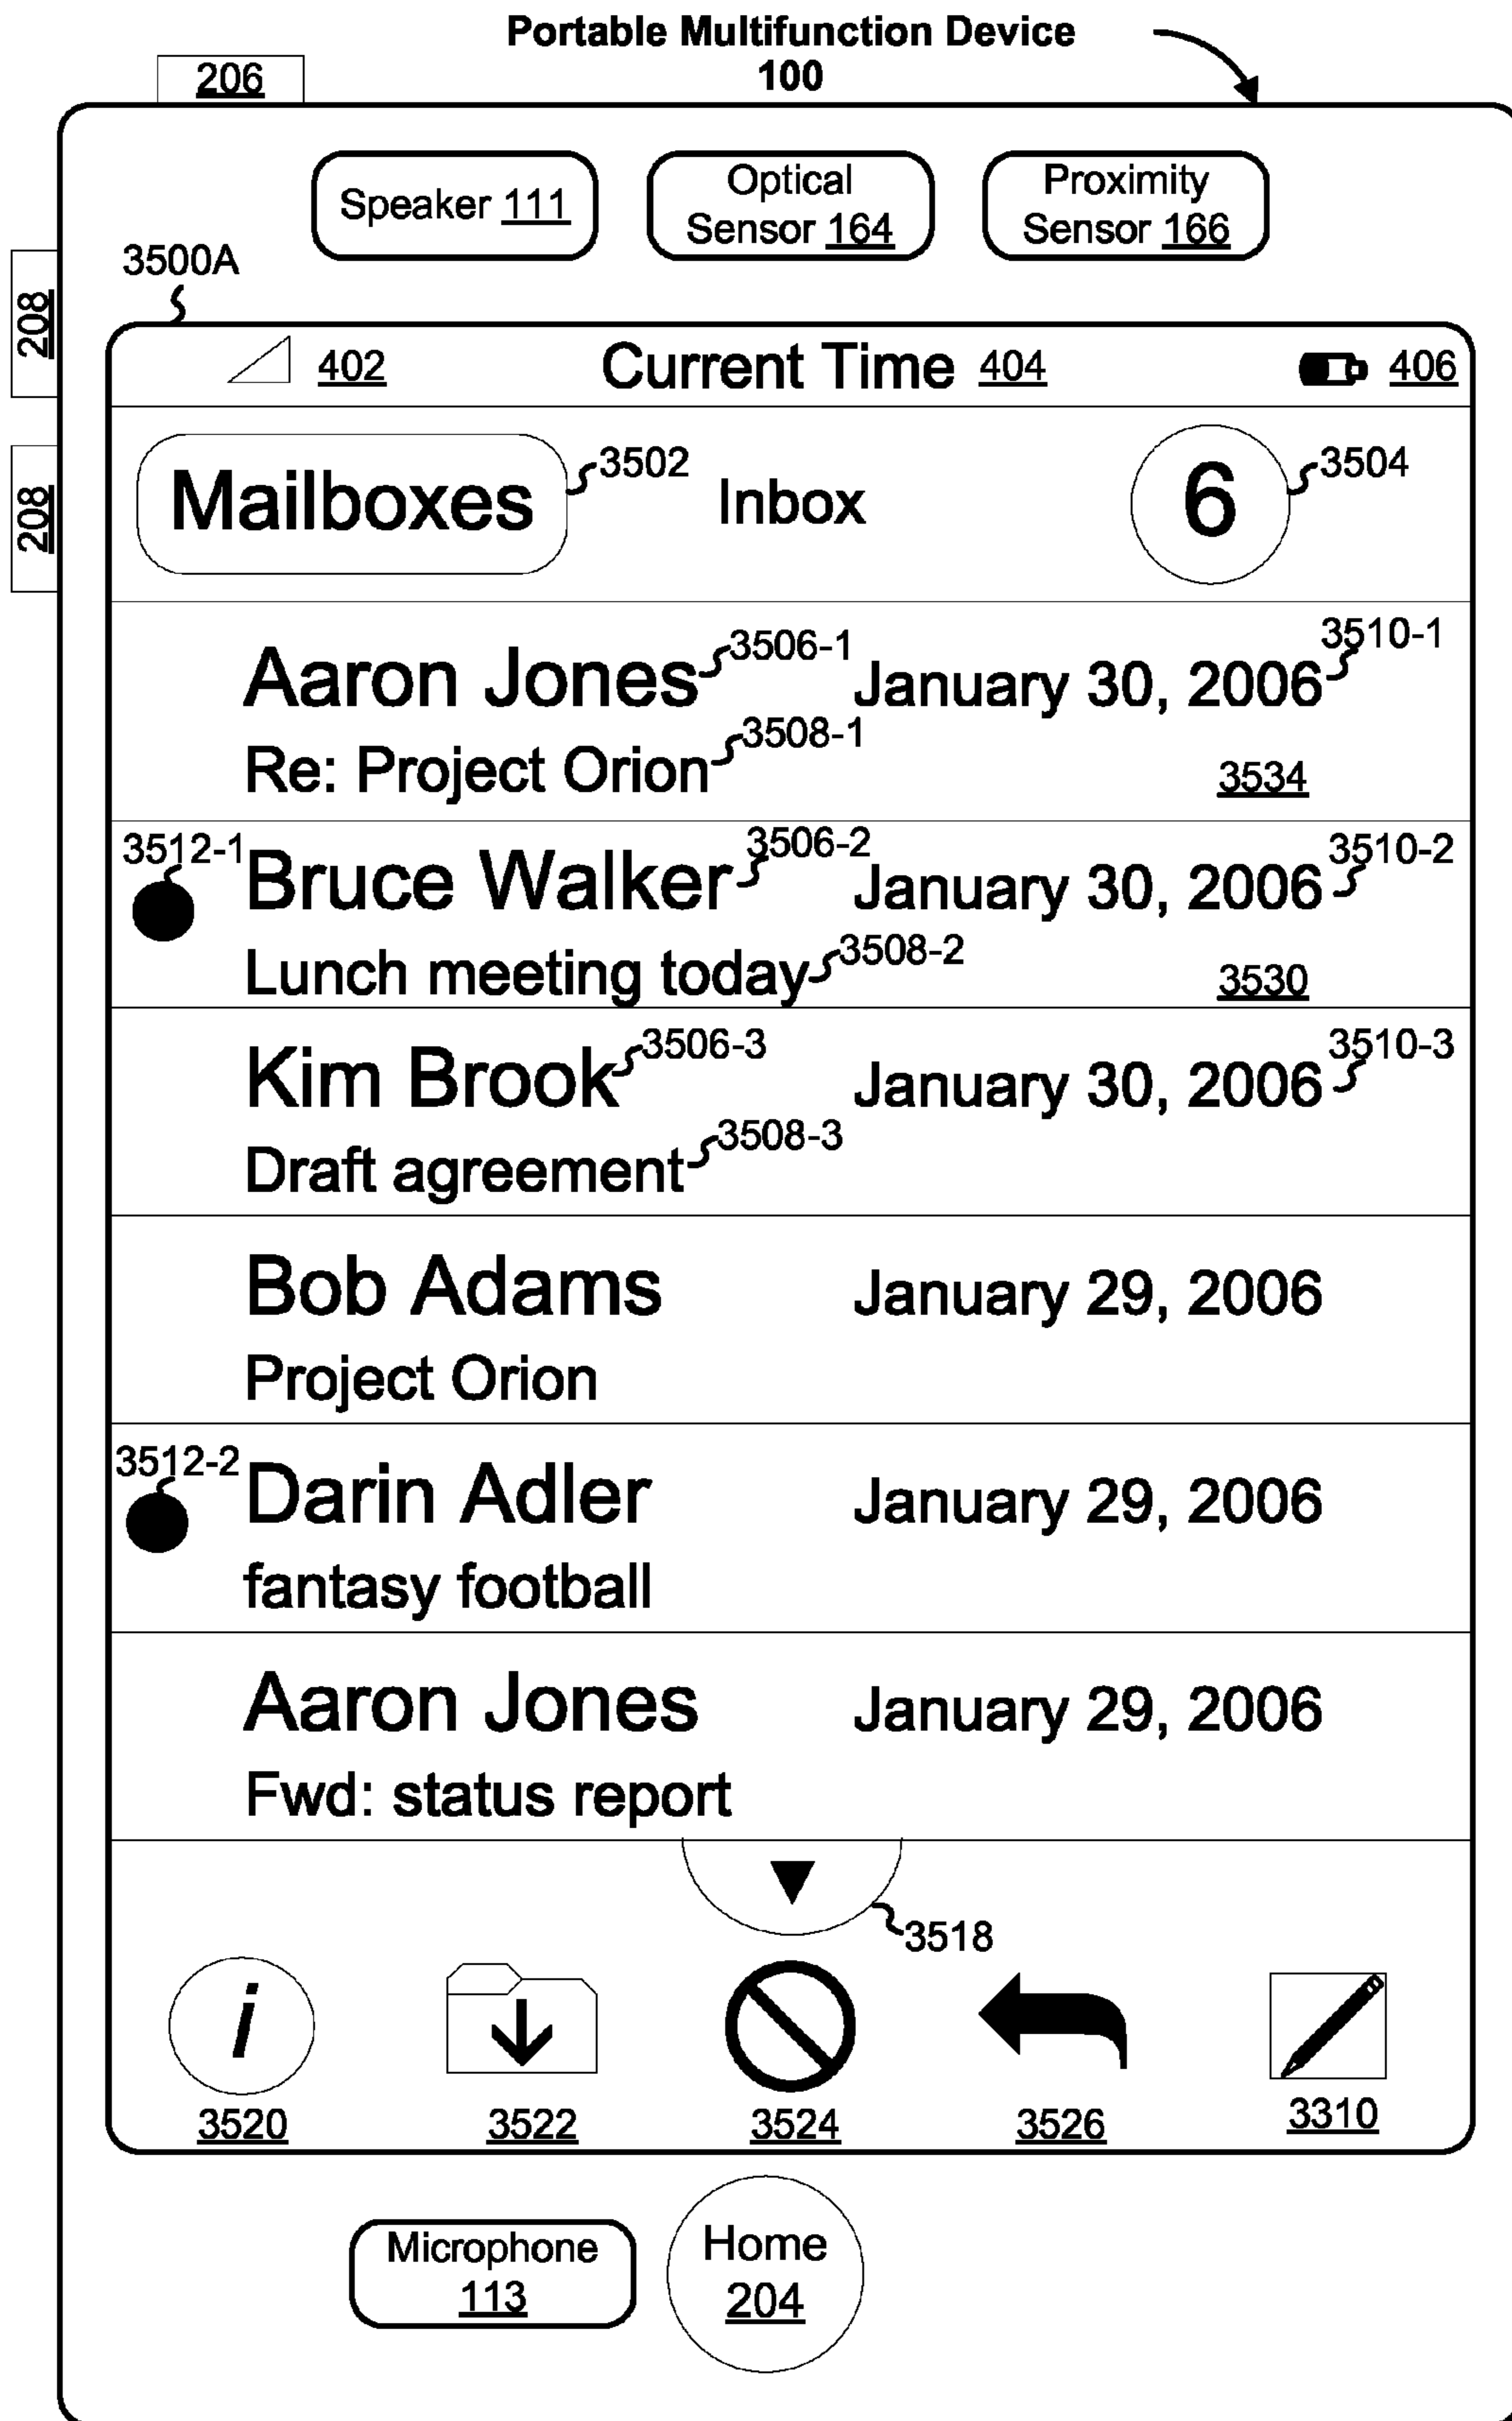 Portable Multifunction Device
100
206
Speaker 111
Optical
Sensor 164
Proximity
Sensor 166
3500A
208
208
402
Current Time 404
406
Mailboxes
3502
Inbox
6
3504
Aaron Jones
3506-1
January 30, 2006
3510-1
Re: Project Orion
3508-1
3534
3512-1
Bruce Walker
3506-2
January 30, 2006
3510-2
Lunch meeting today
3508-2
3530
Kim Brook
3506-3
January 30, 2006
3510-3
Draft agreement
3508-3
Bob Adams
January 29, 2006
Project Orion
3512-2
Darin Adler
January 29, 2006
fantasy football
Aaron Jones
January 29, 2006
Fwd: status report
3518
i
3520
3522
3524
3526
3310
Microphone
113
Home
204